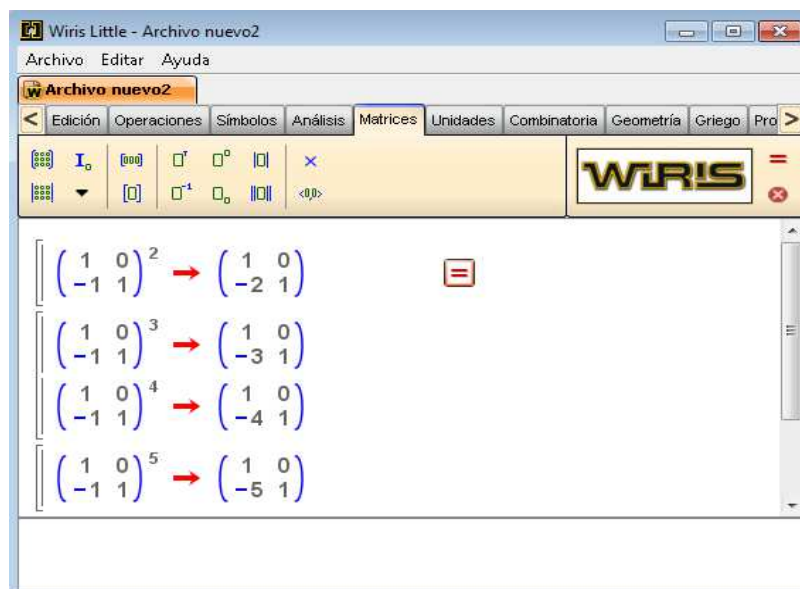 Wiris Little - Archivo nuevo2
Archivo Editar Ayuda
Archivo nuevo2
< Edición Operaciones Símbolos Análisis Matrices Unidades Combinatoria Geometría Griego Pro >
WIRIS =
( 1 0 ) 2 → ( 1 0 ) =
( -1 1 ) ( -2 1 )
( 1 0 ) 3 → ( 1 0 )
( -1 1 ) ( -3 1 )
( 1 0 ) 4 → ( 1 0 )
( -1 1 ) ( -4 1 )
( 1 0 ) 5 → ( 1 0 )
( -1 1 ) ( -5 1 )